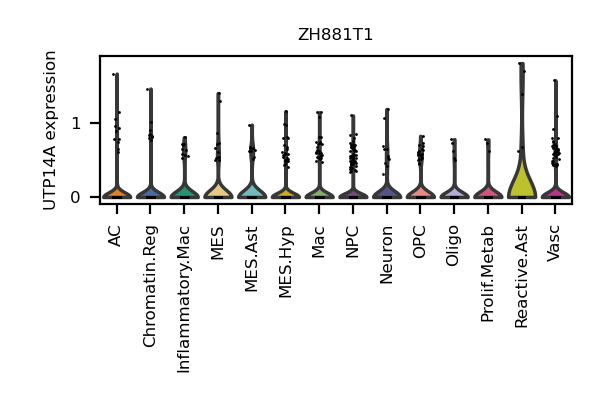 ZH881T1
UTP14A expression
1
0
AC
Chromatin.Reg
Inflammatory.Mac
MES
MES.Ast
MES.Hyp
Mac
NPC
Neuron
OPC
Oligo
Prolif.Metab
Reactive.Ast
Vasc